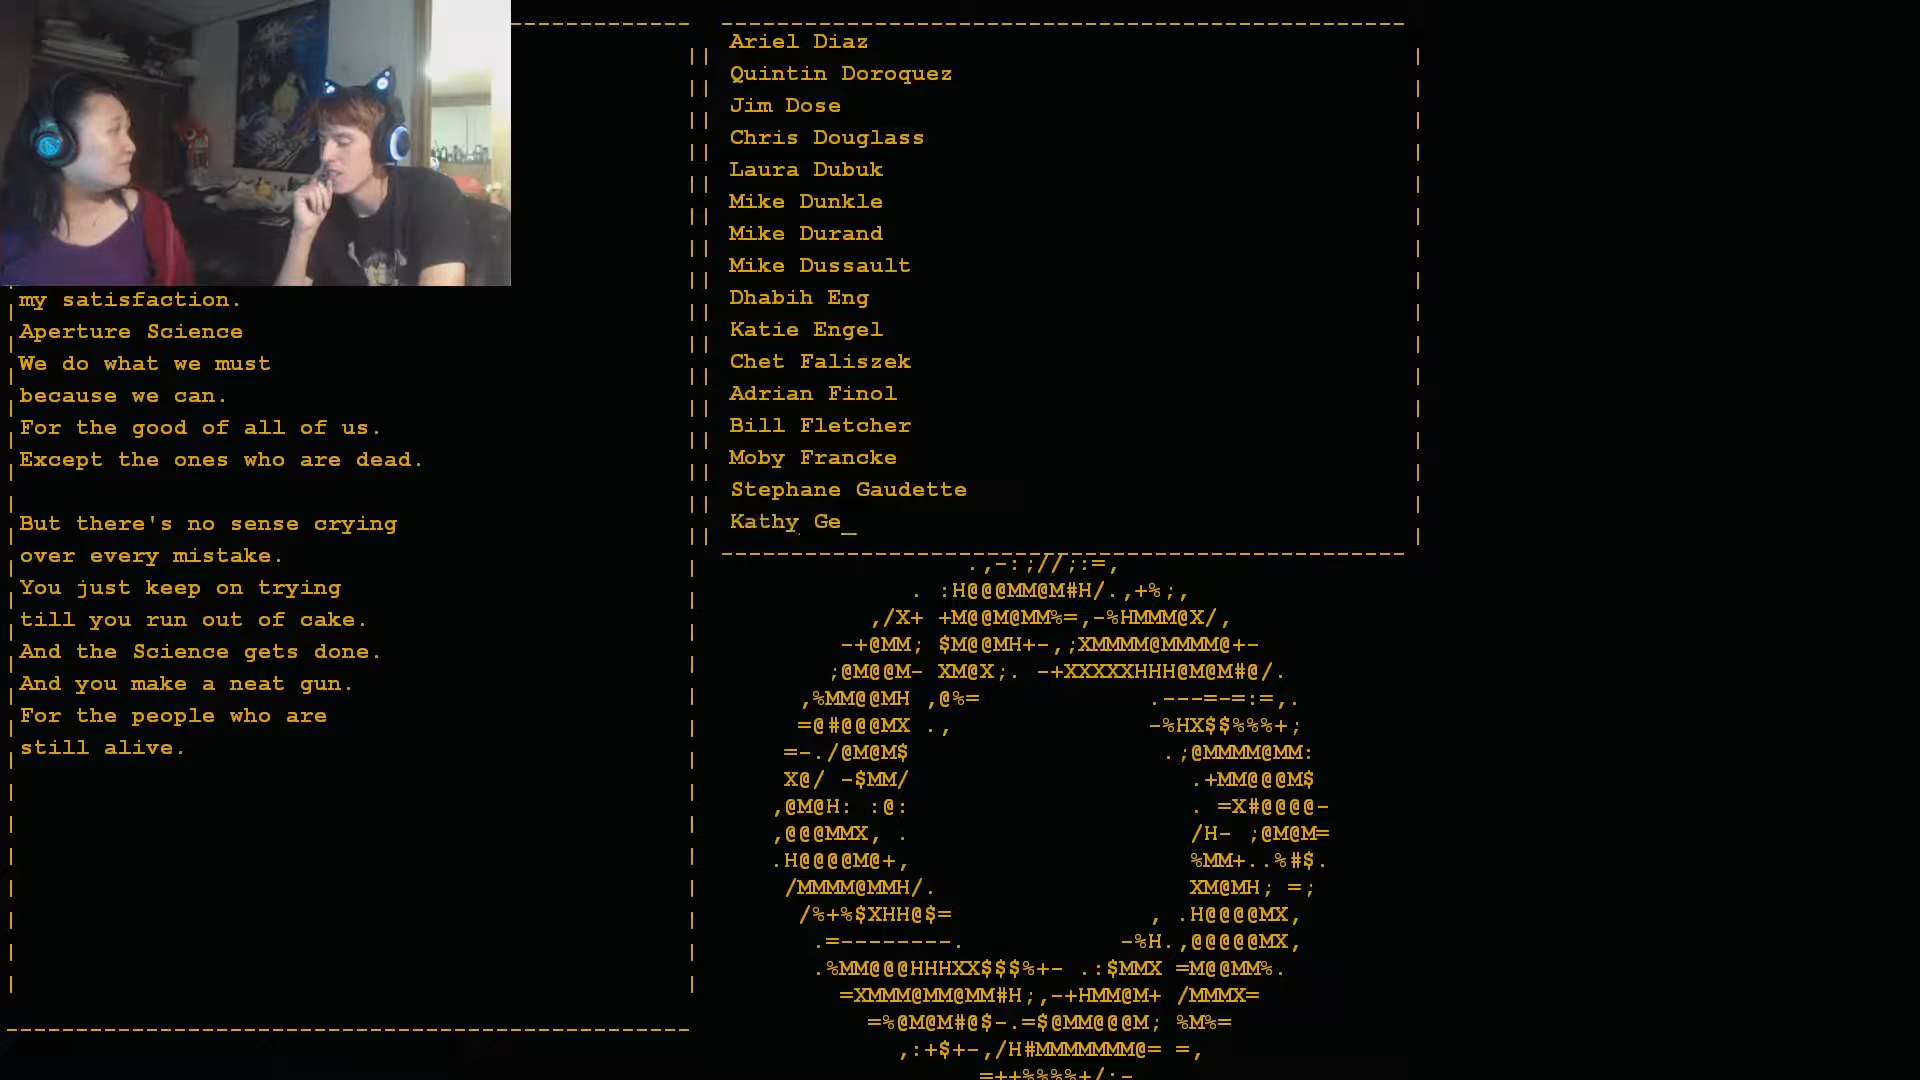 my satisfaction.
Aperture Science
We do what we must
because we can.
For the good of all of us.
Except the ones who are dead.
But there's no sense crying
over every mistake.
You just keep on trying
till you run out of cake.
And the Science gets done.
And you make a neat gun.
For the people who are
still alive.
Ariel Diaz
Quintin Doroquez
Jim Dose
Chris Douglass
Laura Dubuk
Mike Dunkle
Mike Durand
Mike Dussault
Dhabih Eng
Katie Engel
Chet Faliszek
Adrian Finol
Bill Fletcher
Moby Francke
Stephane Gaudette
Kathy Ge_